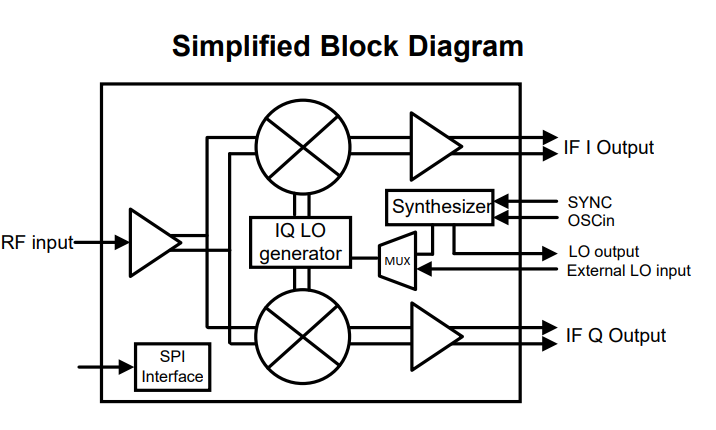 Simplified Block Diagram
IF I Output
Synthesizer
SYNC
OSCin
RF input
IQ LO
generator
MUX
LO output
External LO input
IF Q Output
SPI
Interface